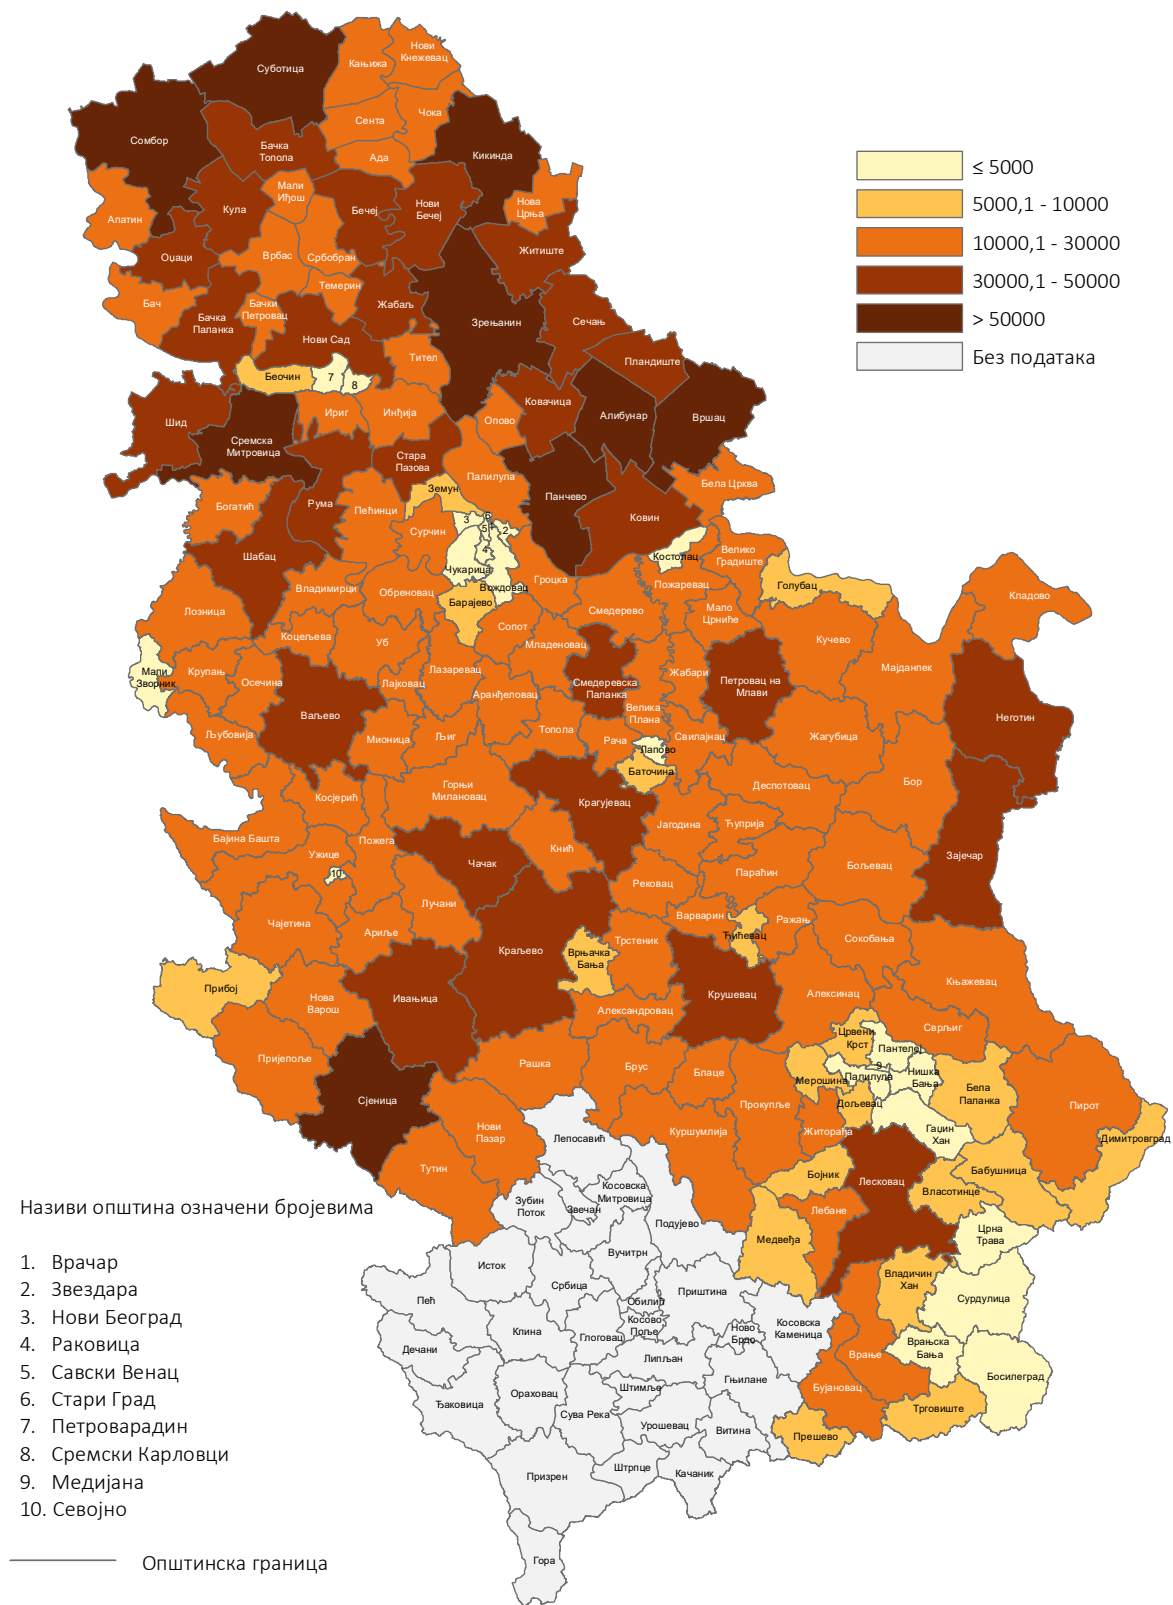 Суботица
Кањижа
Нови
Кнежевац
Сомбор
Бачка
Топола
Сента
Чока
Ада
Кикинда
≤ 5000
5000,1 - 10000
10000,1 - 30000
30000,1 - 50000
> 50000
Без података
Апатин
Кула
Мали
Иђош
Бечеј
Нови
Бечеј
Нова
Црња
Оџаци
Врбас
Србобран
Житиште
Бач
Бачка
Паланка
Бачки
Петровац
Темерин
Жабаљ
Нови Сад
Зрењанин
Сечањ
Тител
Пландиште
Беочин
7
8
Шид
Сремска
Митровица
Ириг
Инђија
Опово
Ковачица
Алибунар
Вршац
Стара
Пазова
Палилула
Панчево
Бела Црква
Богатић
Рума
Пећинци
Земун
Сурчин
3
6
1
5
2
4
Ковин
Шабац
Чукарица
Вождовац
Костолац
Велико
Градиште
Лозница
Владимирци
Обреновац
Барајево
Гроцка
Смедерево
Пожаревац
Мало
Црниће
Голубац
Кладово
Коцељева
Уб
Сопот
Младеновац
Кучево
Мајданпек
Мали
Зворник
Крупањ
Осечина
Лајковац
Лазаревац
Аранђеловац
Смедеревска
Паланка
Жабари
Петровац на
Млави
Ваљево
Неготин
Љубовија
Мионица
Љиг
Топола
Велика
Плана
Рача
Свилајнац
Жагубица
Лапово
Баточина
Косјерић
Горњи
Милановац
Крагујевац
Деспотовац
Бор
Бајина Башта
Ужице
Пожега
Кнић
Јагодина
Ћуприја
10
Чачак
Параћин
Бољевац
Зајечар
Чајетина
Ариље
Лучани
Рековац
Варварин
Ражањ
Ћићевац
Сокобања
Прибој
Краљево
Врњачка
Бања
Трстеник
Нова
Варош
Ивањица
Крушевац
Алексинац
Књажевац
Александровац
Пријепоље
Рашка
Брус
Блаце
Црвени
Крст
Пантелеј
Сврљиг
Сјеница
Прокупље
Мерошина
9
Палилула
Нишка
Бања
Бела
Паланка
Пирот
Нови
Пазар
Куршумлија
Житорађа
Дољевац
Гаџин
Хан
Димитровград
Тутин
Лепосавић
Бојник
Лесковац
Бабушница
Власотинце
Назив општина означени бројевима
Зубин
Поток
Звечан
Косовска
Митровица
Подујево
Медвеђа
Лебане
Црна
Трава
1. Врачар
2. Звездара
3. Нови Београд
4. Раковица
5. Савски Венац
6. Стари Град
7. Петроварадин
8. Сремски Карловци
9. Медијана
10. Севојно
Општинска граница
Исток
Вучитрн
Србица
Приштина
Владичин
Хан
Сурдулица
Пећ
Обилић
Косово
Поље
Клина
Глоговац
Ново
Брдо
Косовска
Каменица
Дечани
Липљан
Врање
Врањска
Бања
Босилеград
Ђаковица
Ораховац
Штимље
Гњилане
Бујановац
Сува Река
Урошевац
Витина
Трговиште
Прешево
Призрен
Штрпце
Качаник
Гора